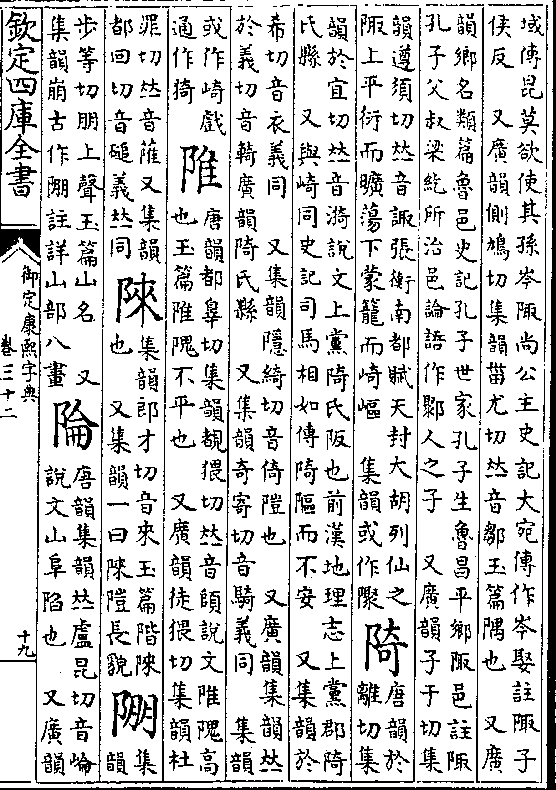 域傳昆莫欲使其孫岑陬尚公主史記大宛傳作岑娶註陬子
侯反　又廣韻側鳩切集韻甾尤切𠀤音鄒玉篇隅也　又廣
韻鄉名類篇魯邑史記孔子世家孔子生魯昌平鄉陬邑註陬
孔子父叔梁紇所治邑論語作郰人之子　又廣韻子于切集
韻遵須切𠀤音諏張衡南都賦天封大胡列仙之
陬上平衍而曠蕩下蒙籠而崎嶇　集韻或作
陭
唐韻於
離切集
韻於宜切𠀤音漪說文上黨陭氏阪也前漢地理志上黨郡陭
氏縣　又與崎同史記司馬相如傳陭䧢而不安　又集韻於
希切音衣義同　又集韻隱綺切音倚隑也　又廣韻集韻𠀤
於義切音輢廣韻陭氏縣　又集韻奇寄切音騎義同　集韻
或作崎戲
通作掎
陮
唐韻都辠切集韻覩猥切𠀤音頧說文陮隗高
也玉篇陮隗不平也　又廣韻徒猥切集韻杜
罪切𠀤音又集韻
都回切音磓義𠀤同
䧒
集韻郎才切音來玉篇階䧒
也　又集韻一曰䧒隑長貌
𨹹
集
韻
步等切朋上聲玉篇山名　又
集韻崩古作𨹹註詳山部八畫
陯
唐韻集韻𠀤盧昆切音崘
說文山阜陷也　又廣韻
欽定四庫全書
御定康熙字典
卷三十二
十九